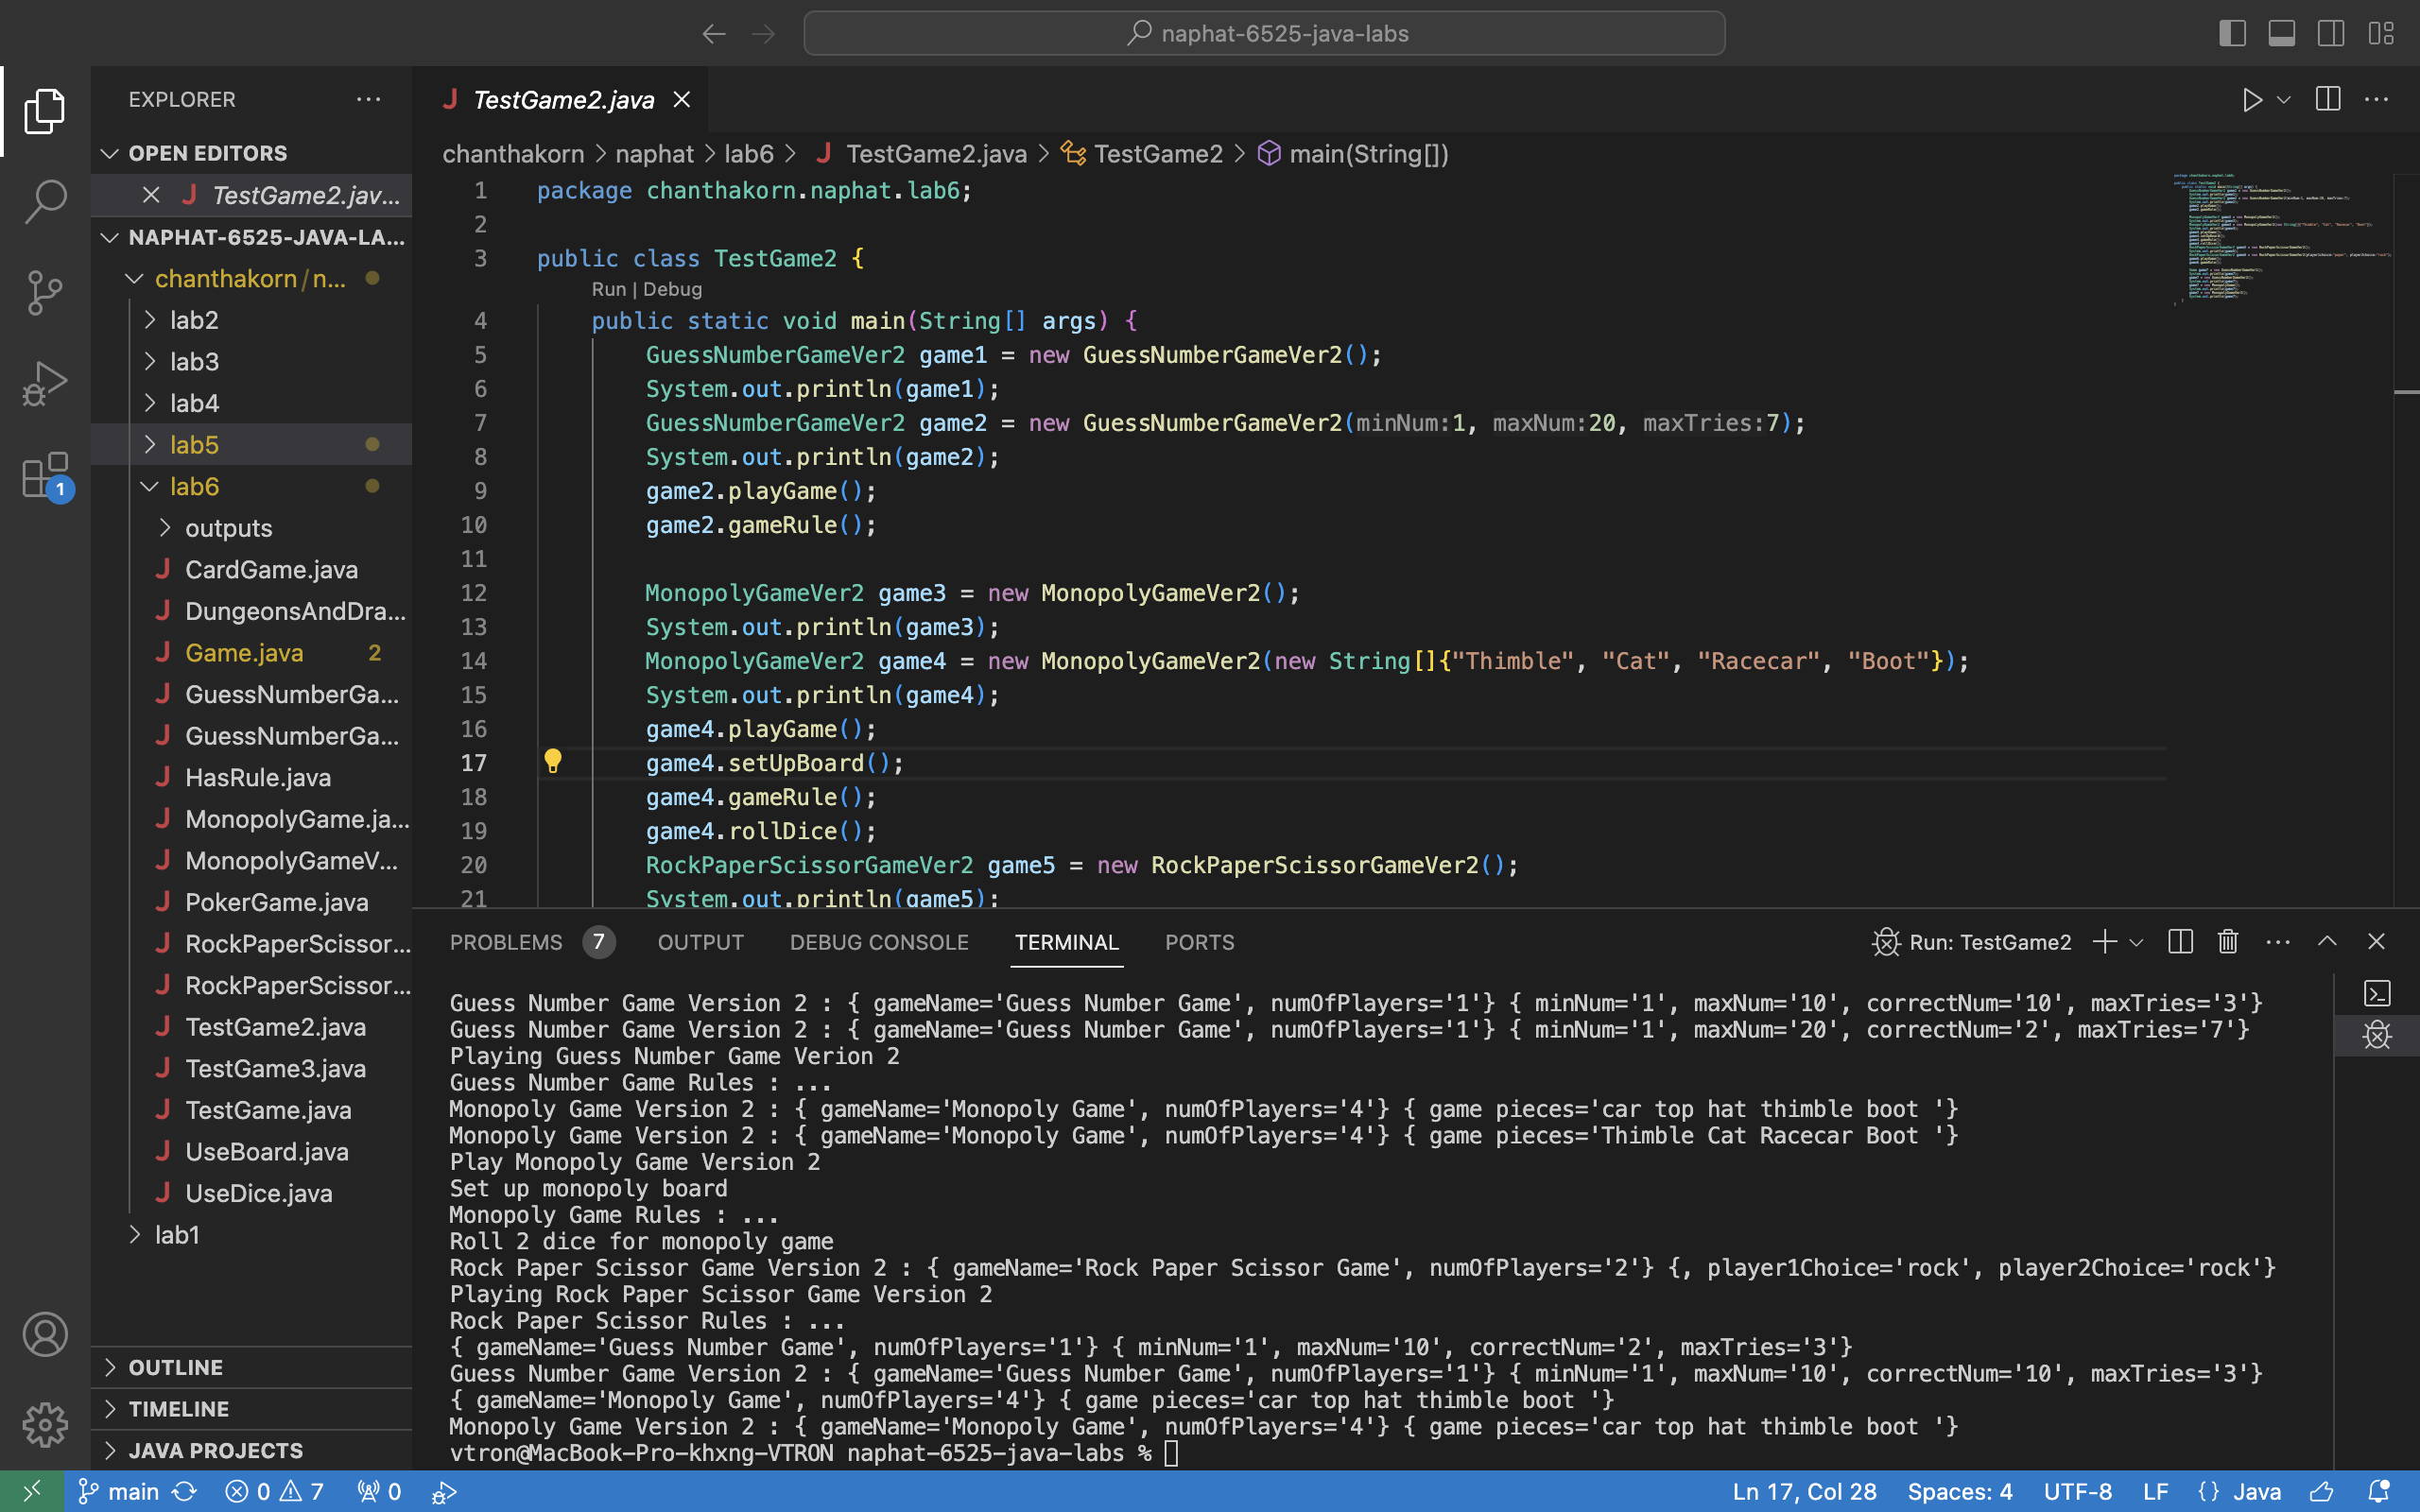 naphat-6525-java-labs
EXPLORER
OPEN EDITORS
TestGame2.jav...
NAPHAT-6525-JAVA-LA...
chanthakorn/n...
lab2
lab3
lab4
lab5
lab6
outputs
CardGame.java
DungeonsAndDra...
Game.java 2
GuessNumberGa...
GuessNumberGa...
HasRule.java
MonopolyGame.ja...
MonopolyGameV...
PokerGame.java
RockPaperScissor...
RockPaperScissor...
TestGame2.java
TestGame3.java
TestGame.java
UseBoard.java
UseDice.java
lab1
OUTLINE
TIMELINE
JAVA PROJECTS
1
TestGame2.java
chanthakorn > naphat > lab6 > TestGame2.java > TestGame2 > main(String[])
1 package chanthakorn.naphat.lab6;
2
3 public class TestGame2 {
Run | Debug
4 public static void main(String[] args) {
5 GuessNumberGameVer2 game1 = new GuessNumberGameVer2();
6 System.out.println(game1);
7 GuessNumberGameVer2 game2 = new GuessNumberGameVer2(minNum:1, maxNum:20, maxTries:7);
8 System.out.println(game2);
9 game2.playGame();
10 game2.gameRule();
11
12 MonopolyGameVer2 game3 = new MonopolyGameVer2();
13 System.out.println(game3);
14 MonopolyGameVer2 game4 = new MonopolyGameVer2(new String[]{"Thimble", "Cat", "Racecar", "Boot"});
15 System.out.println(game4);
16 game4.playGame();
17 game4.setUpBoard();
18 game4.gameRule();
19 game4.rollDice();
20 RockPaperScissorGameVer2 game5 = new RockPaperScissorGameVer2();
21 System.out.println(game5);
PROBLEMS 7 OUTPUT DEBUG CONSOLE TERMINAL PORTS
Run: TestGame2
Guess Number Game Version 2 : { gameName='Guess Number Game', numOfPlayers='1'} { minNum='1', maxNum='10', correctNum='10', maxTries='3'}
Guess Number Game Version 2 : { gameName='Guess Number Game', numOfPlayers='1'} { minNum='1', maxNum='20', correctNum='2', maxTries='7'}
Playing Guess Number Game Verion 2
Guess Number Game Rules : ...
Monopoly Game Version 2 : { gameName='Monopoly Game', numOfPlayers='4'} { game pieces='car top hat thimble boot '}
Monopoly Game Version 2 : { gameName='Monopoly Game', numOfPlayers='4'} { game pieces='Thimble Cat Racecar Boot '}
Play Monopoly Game Version 2
Set up monopoly board
Monopoly Game Rules : ...
Roll 2 dice for monopoly game
Rock Paper Scissor Game Version 2 : { gameName='Rock Paper Scissor Game', numOfPlayers='2'} {, player1Choice='rock', player2Choice='rock'}
Playing Rock Paper Scissor Game Version 2
Rock Paper Scissor Rules : ...
{ gameName='Guess Number Game', numOfPlayers='1'} { minNum='1', maxNum='10', correctNum='2', maxTries='3'}
Guess Number Game Version 2 : { gameName='Guess Number Game', numOfPlayers='1'} { minNum='1', maxNum='10', correctNum='10', maxTries='3'}
{ gameName='Monopoly Game', numOfPlayers='4'} { game pieces='car top hat thimble boot '}
Monopoly Game Version 2 : { gameName='Monopoly Game', numOfPlayers='4'} { game pieces='car top hat thimble boot '}
vtron@MacBook-Pro-khxng-VTRON naphat-6525-java-labs %
main 0 7 0
Ln 17, Col 28 Spaces: 4 UTF-8 LF {} Java